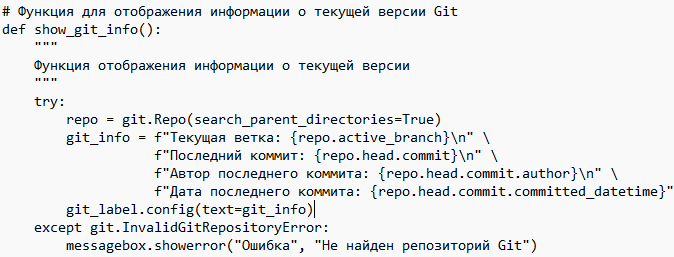 # Функция для отображения информации о текущей версии Git
def show_git_info():
    """
    Функция отображения информации о текущей версии
    """
    try:
        repo = git.Repo(search_parent_directories=True)
        git_info = f"Текущая ветка: {repo.active_branch}\n" \
                   f"Последний коммит: {repo.head.commit}\n" \
                   f"Автор последнего коммита: {repo.head.commit.author}\n" \
                   f"Дата последнего коммита: {repo.head.commit.committed_datetime}"
        git_label.config(text=git_info)
    except git.InvalidGitRepositoryError:
        messagebox.showerror("Ошибка", "Не найден репозиторий Git")